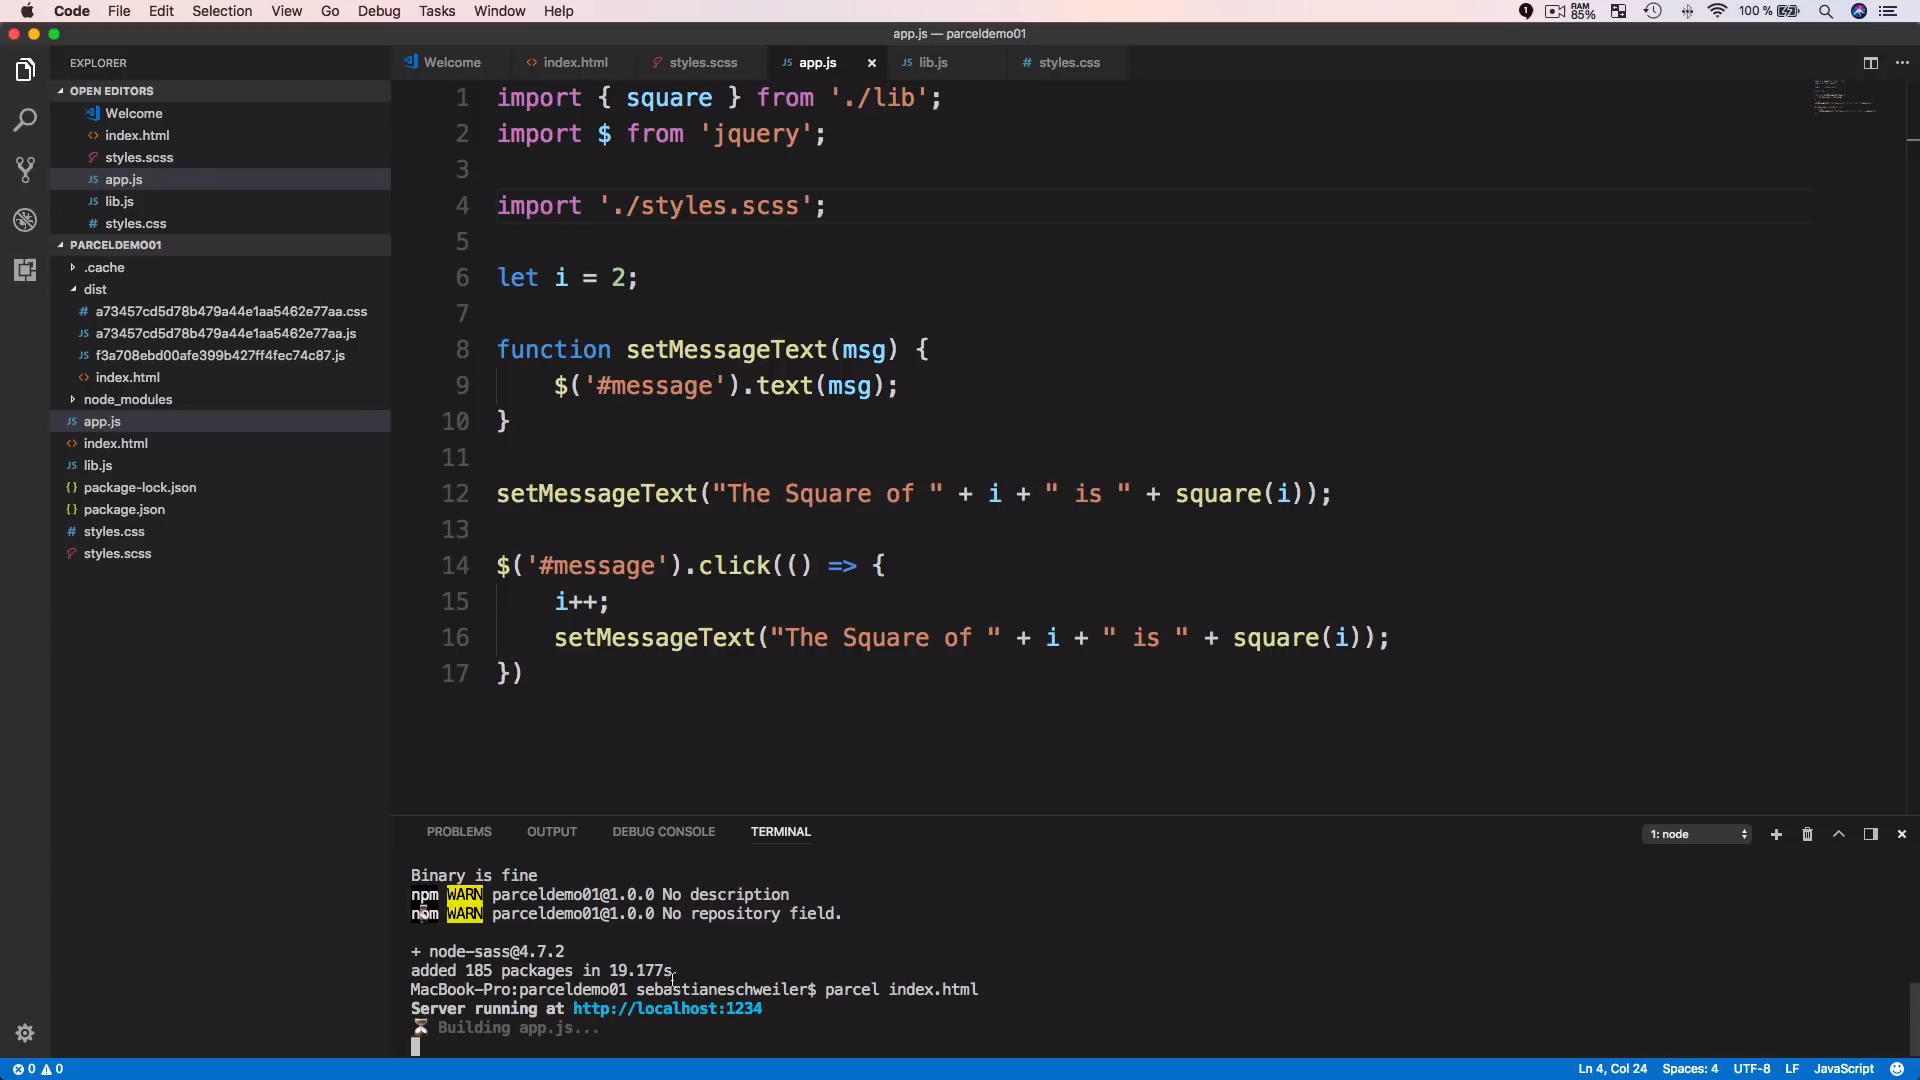 Code File Edit Selection View Go Debug Tasks Window Help
RAM 85% 100 %
app.js — parceldemo01
EXPLORER
OPEN EDITORS
Welcome
index.html
styles.scss
app.js
lib.js
styles.css
PARCELDEMO01
.cache
dist
a73457cd5d78b479a44e1aa5462e77aa.css
a73457cd5d78b479a44e1aa5462e77aa.js
f3a708ebd00afe399b427ff4fec74c87.js
index.html
node_modules
app.js
index.html
lib.js
package-lock.json
package.json
styles.css
styles.scss
Welcome index.html styles.scss app.js lib.js styles.css
1 import { square } from './lib';
2 import $ from 'jquery';
3
4 import './styles.scss';
5
6 let i = 2;
7
8 function setMessageText(msg) {
9 $('#message').text(msg);
10 }
11
12 setMessageText("The Square of " + i + " is " + square(i));
13
14 $('#message').click(() => {
15 i++;
16 setMessageText("The Square of " + i + " is " + square(i));
17 })
PROBLEMS OUTPUT DEBUG CONSOLE TERMINAL 1: node
Binary is fine
npm WARN parceldemo01@1.0.0 No description
npm WARN parceldemo01@1.0.0 No repository field.
+ node-sass@4.7.2
added 185 packages in 19.177s
MacBook-Pro:parceldemo01 sebastianeschweiler$ parcel index.html
Server running at http://localhost:1234
Building app.js...
0 0 Ln 4, Col 24 Spaces: 4 UTF-8 LF JavaScript